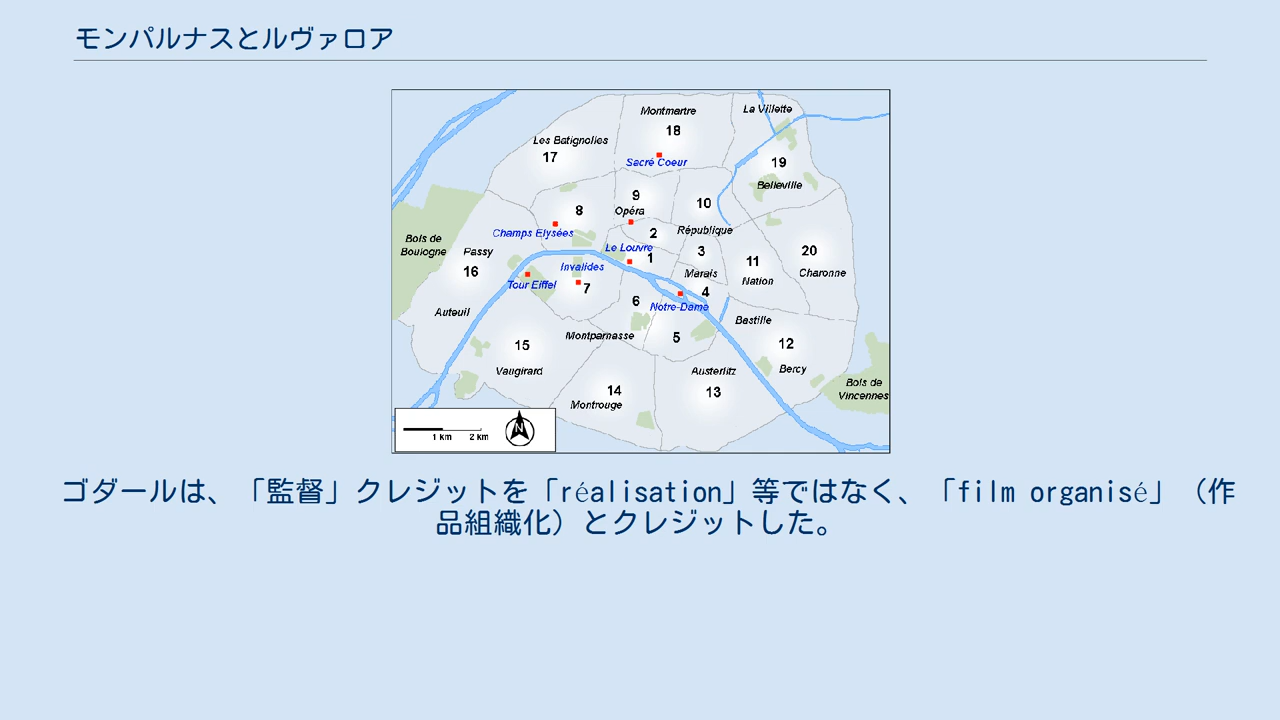 モンパルナスとルヴァロア
Montmartre
La Villette
18
Les Batignolles
17
Sacré Coeur
19
Belleville
9
8
Opéra
10
Champs Elysées
2
République
Bois de
Boulogne
Passy
16
Le Louvre
1
3
11
20
Invalides
Marais
Nation
Charonne
Tour Eiffel
7
4
6
Notre-Dame
Auteuil
Bastille
Montparnasse
5
12
15
Vaugirard
Austerlitz
Bercy
14
13
Bois de
Vincennes
Montrouge
N
1 km
2 km
ゴダールは、「監督」クレジットを「réalisation」等ではなく、「film organisé」（作
品組織化）とクレジットした。